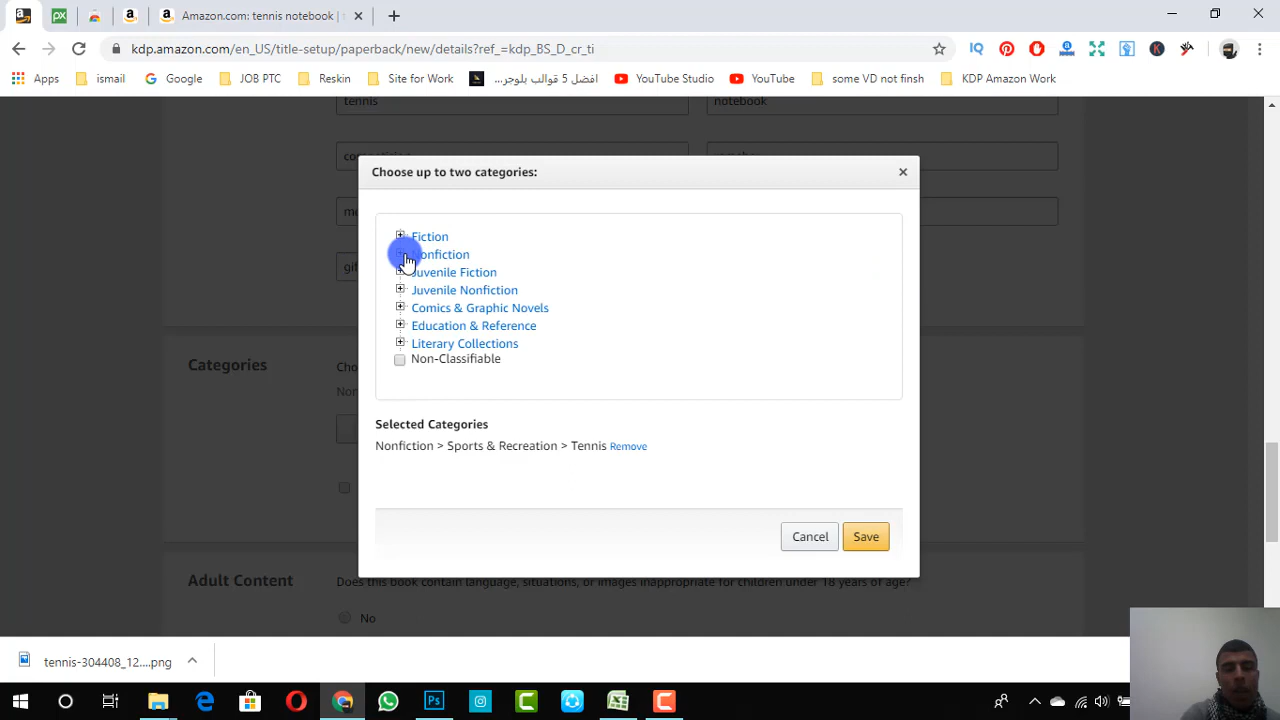 Amazon.com: tennis notebook |
kdp.amazon.com/en_US/title-setup/paperback/new/details?ref_=kdp_BS_D_cr_ti
Apps ismail Google JOB PTC Reskin Site for Work افضل 5 قوالب بلوجر... YouTube Studio YouTube some VD not finsh KDP Amazon Work
tennis notebook
Choose up to two categories:
Fiction
Nonfiction
Juvenile Fiction
Juvenile Nonfiction
Comics & Graphic Novels
Education & Reference
Literary Collections
Non-Classifiable
Categories
Selected Categories
Nonfiction > Sports & Recreation > Tennis Remove
Cancel Save
Adult Content Does this book contain language, situations, or images inappropriate for children under 18 years of age?
No
tennis-304408_12....png